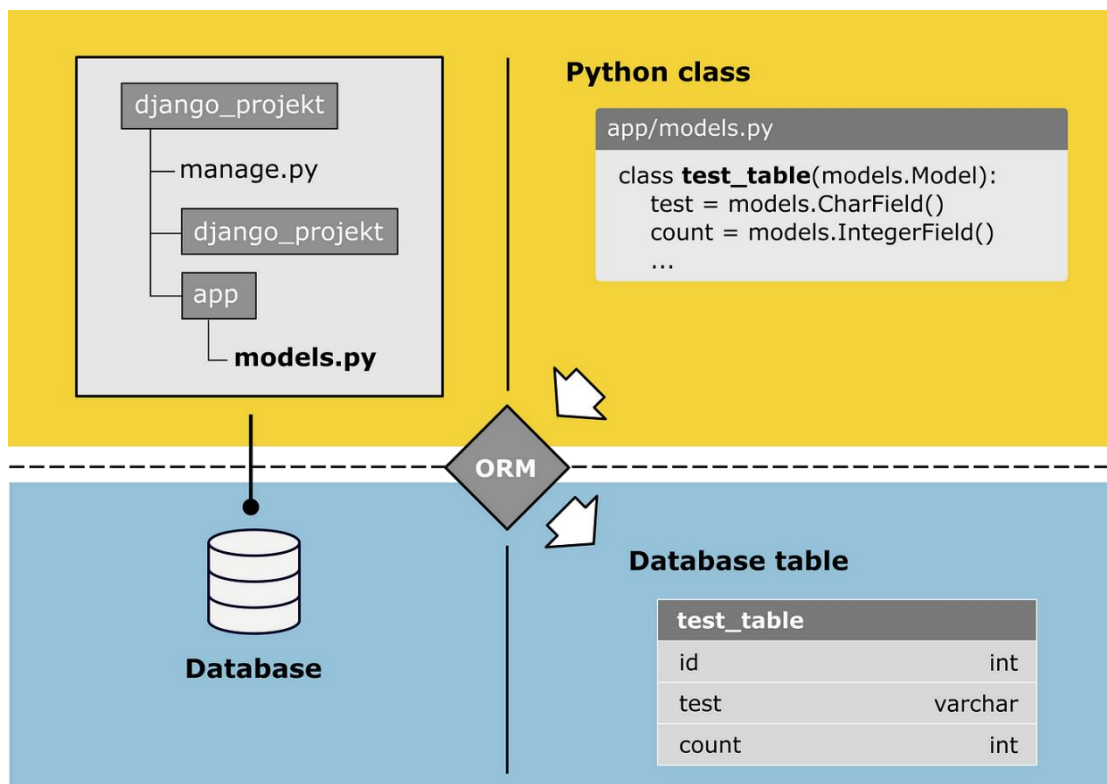 django_projekt
manage.py
django_projekt
app
models.py
Python class
app/models.py
class test_table(models.Model):
test = models.CharField()
count = models.IntegerField()
...
ORM
Database
Database table
test_table
id int
test varchar
count int